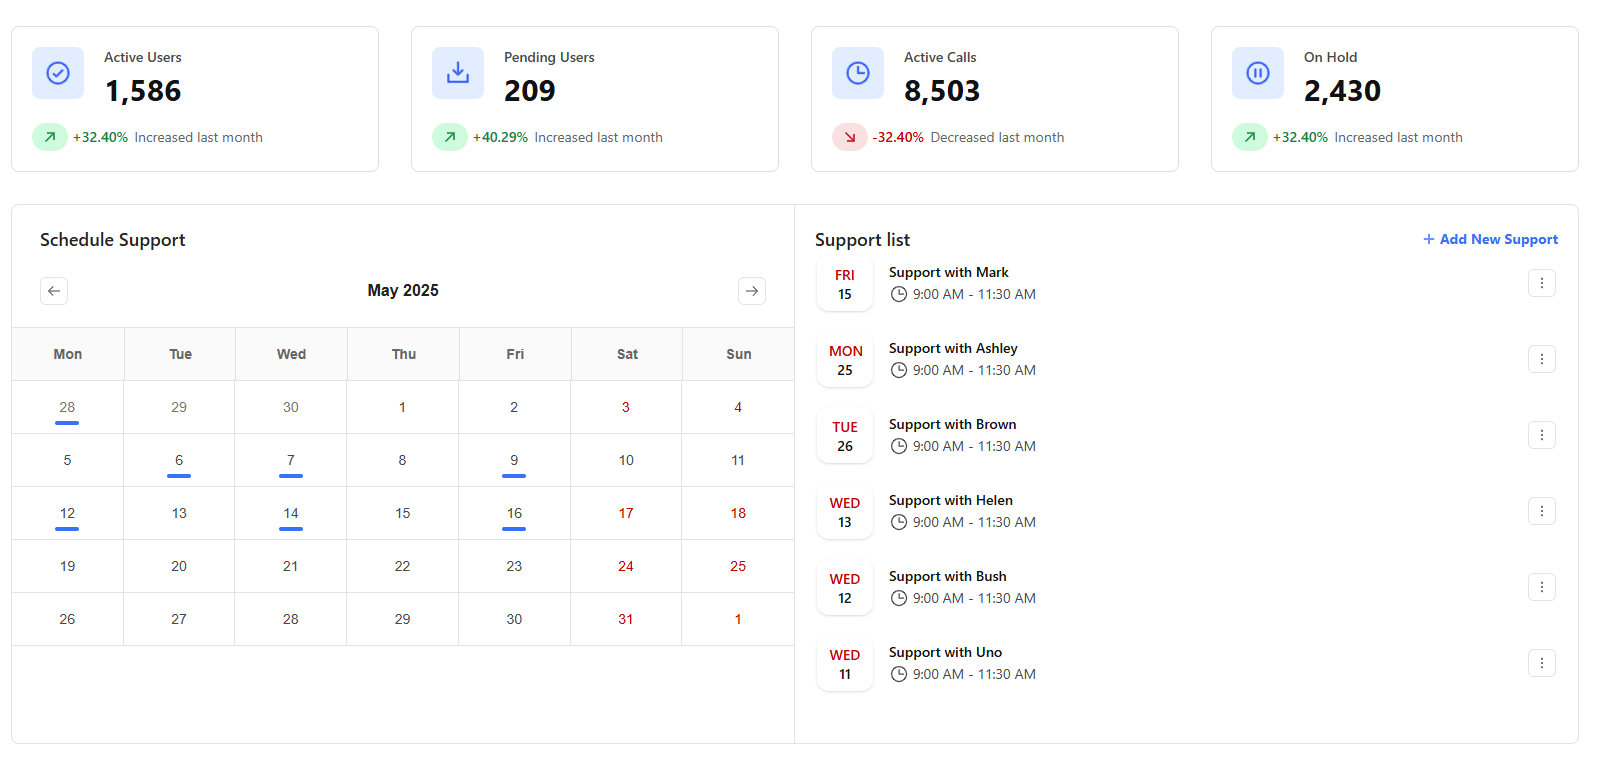 Active Users
1,586
+32.40% Increased last month
Pending Users
209
+40.29% Increased last month
Active Calls
8,503
-32.40% Decreased last month
On Hold
2,430
+32.40% Increased last month
Schedule Support
May 2025
Mon Tue Wed Thu Fri Sat Sun
28 29 30 1 2 3 4
5 6 7 8 9 10 11
12 13 14 15 16 17 18
19 20 21 22 23 24 25
26 27 28 29 30 31 1
Support list
+ Add New Support
FRI
15
Support with Mark
9:00 AM - 11:30 AM
MON
25
Support with Ashley
9:00 AM - 11:30 AM
TUE
26
Support with Brown
9:00 AM - 11:30 AM
WED
13
Support with Helen
9:00 AM - 11:30 AM
WED
12
Support with Bush
9:00 AM - 11:30 AM
WED
11
Support with Uno
9:00 AM - 11:30 AM